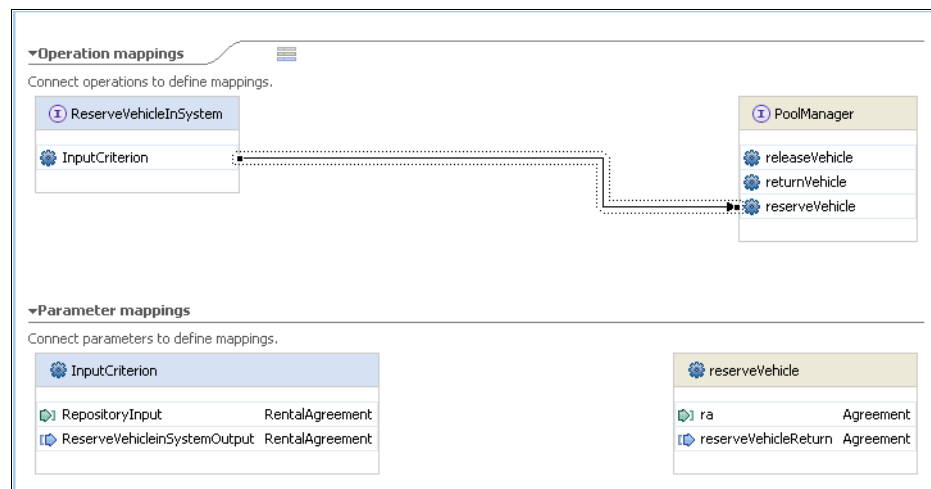 Operation mappings
Connect operations to define mappings.
ReserveVehicleInSystem
PoolManager
InputCriterion
releaseVehicle
returnVehicle
reserveVehicle
Parameter mappings
Connect parameters to define mappings.
InputCriterion
reserveVehicle
RepositoryInput RentalAgreement
ra Agreement
ReserveVehicleinSystemOutput RentalAgreement
reserveVehicleReturn Agreement